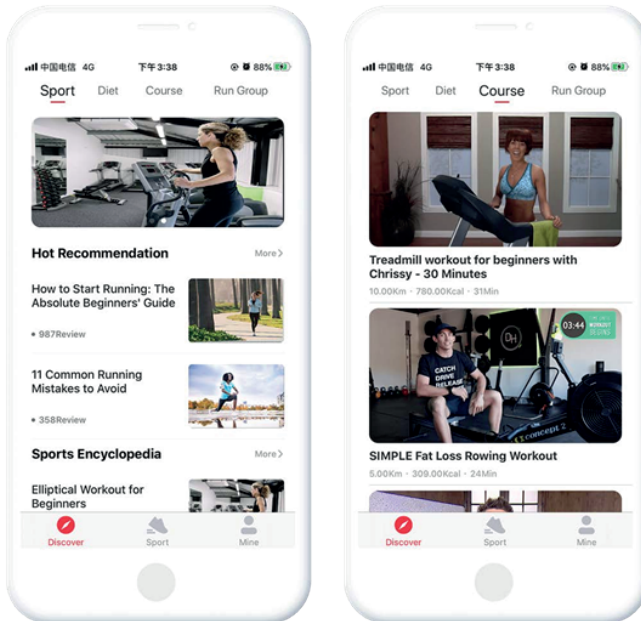 中国电信 4G 下午3:38 88%
Sport Diet Course Run Group
Hot Recommendation More >
How to Start Running: The
Absolute Beginners' Guide
• 987Review
11 Common Running
Mistakes to Avoid
• 358Review
Sports Encyclopedia More >
Elliptical Workout for
Beginners
Discover Sport Mine
中国电信 4G 下午3:38 88%
Sport Diet Course Run Group
Treadmill workout for beginners with
Chrissy - 30 Minutes
10.00Km · 780.00Kcal · 31Min
03:44
WORKOUT
BEGINS
DH
CATCH
DRIVE
RELEASE
concept 2
SIMPLE Fat Loss Rowing Workout
5.00Km · 309.00Kcal · 24Min
Discover Sport Mine